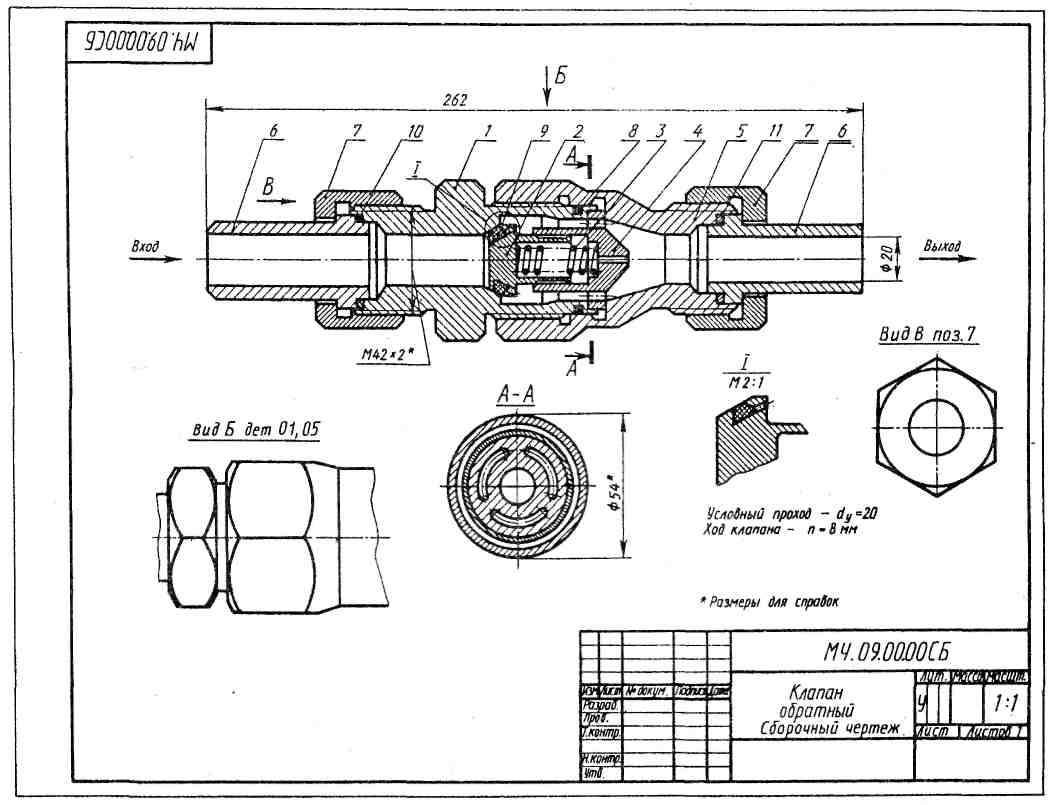 МЧ.09.00.00СБ
Б
262
6 7 10 1 9 2 8 3 4 5 11 7 6
I
А
В
Вход
Выход
⌀20
М42×2*
А
Вид В поз.7
I
М2:1
А-А
Вид Б дет 01,05
⌀54*
Условный проход - dу=20
Ход клапана - n=8 мм
* Размеры для справок
МЧ.09.00.00СБ
Лит. Масса Масшт.
Изм Лист № докум. Подпись Дата
Клапан
обратный
Сборочный чертеж
У 1:1
Разраб.
Пров.
Т.контр.
Лист Листов 1
Н.контр.
Утв.